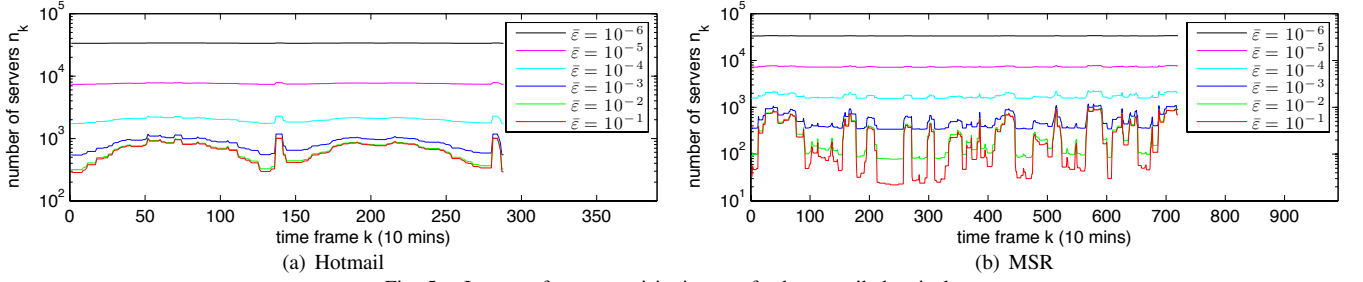 number of servers n_k
10^5
10^4
10^3
10^2
0 50 100 150 200 250 300 350
time frame k (10 mins)
ε̄ = 10^−6
ε̄ = 10^−5
ε̄ = 10^−4
ε̄ = 10^−3
ε̄ = 10^−2
ε̄ = 10^−1
(a) Hotmail
number of servers n_k
10^5
10^4
10^3
10^2
10^1
0 100 200 300 400 500 600 700 800 900
time frame k (10 mins)
ε̄ = 10^−6
ε̄ = 10^−5
ε̄ = 10^−4
ε̄ = 10^−3
ε̄ = 10^−2
ε̄ = 10^−1
(b) MSR